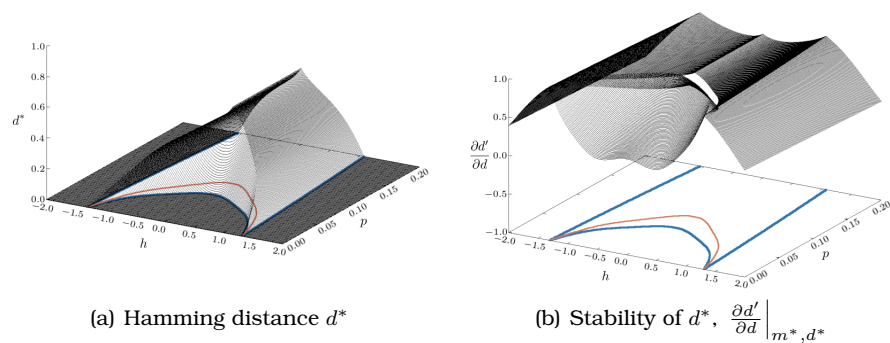 1.0
0.8
0.6
d*
0.4
0.2
0.0
−2.0 −1.5 −1.0 −0.5 0.0 0.5 1.0 1.5 2.0
h
0.00 0.05 0.10 0.15 0.20
p
1.0
0.5
∂d′/∂d 0.0
−0.5
−1.0
−2.0 −1.5 −1.0 −0.5 0.0 0.5 1.0 1.5 2.0
h
0.00 0.05 0.10 0.15 0.20
p
(a) Hamming distance d*
(b) Stability of d*, ∂d′/∂d|m*,d*